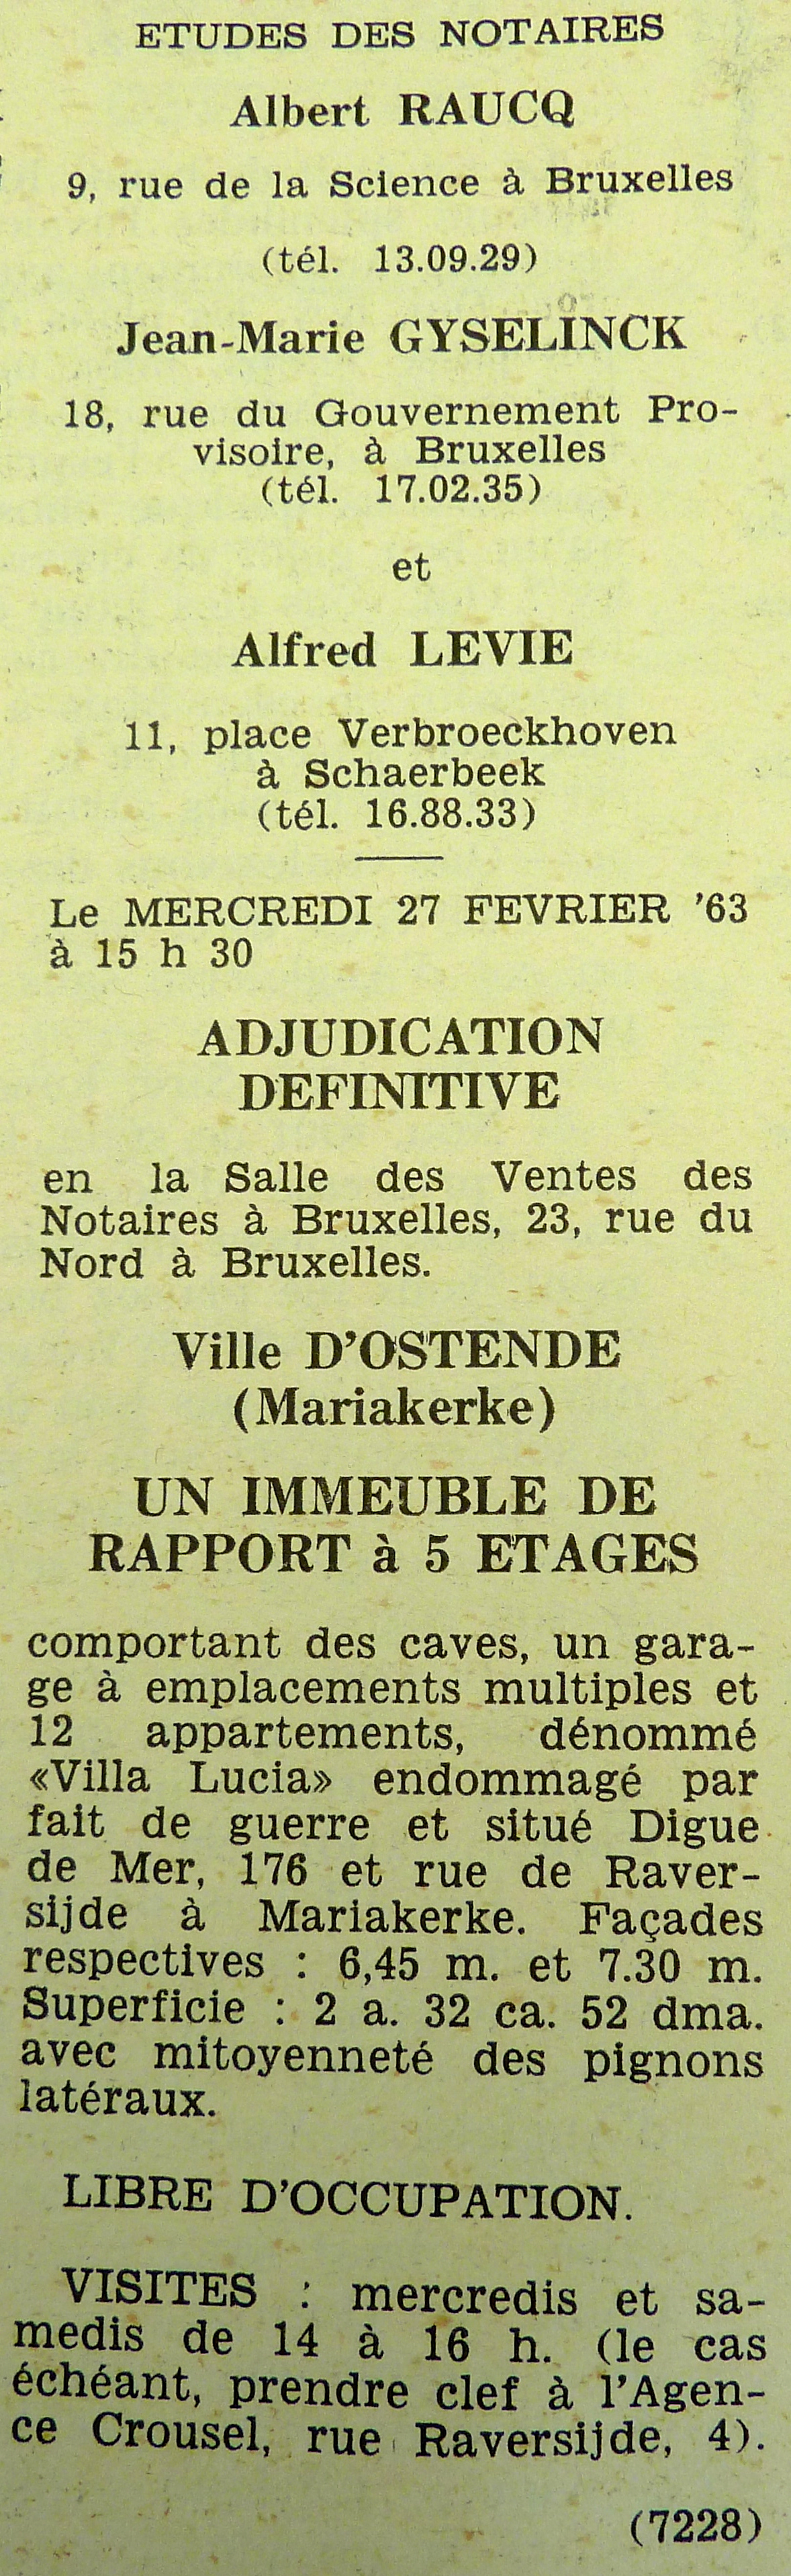 ETUDES DES NOTAIRES
Albert RAUCQ
9, rue de la Science à Bruxelles
(tél. 13.09.29)
Jean-Marie GYSELINCK
18, rue du Gouvernement Pro-
visoire, à Bruxelles
(tél. 17.02.35)
et
Alfred LEVIE
11, place Verbroeckhoven
à Schaerbeek
(tél. 16.88.33)
Le MERCREDI 27 FEVRIER '63
à 15 h 30
ADJUDICATION
DEFINITIVE
en la Salle des Ventes des
Notaires à Bruxelles, 23, rue du
Nord à Bruxelles.
Ville D'OSTENDE
(Mariakerke)
UN IMMEUBLE DE
RAPPORT à 5 ETAGES
comportant des caves, un gara-
ge à emplacements multiples et
12 appartements, dénommé
«Villa Lucia» endommagé par
fait de guerre et situé Digue
de Mer, 176 et rue de Raver-
sijde à Mariakerke. Façades
respectives : 6,45 m. et 7.30 m.
Superficie : 2 a. 32 ca. 52 dma.
avec mitoyenneté des pignons
latéraux.
LIBRE D'OCCUPATION.
VISITES : mercredis et sa-
medis de 14 à 16 h. (le cas
échéant, prendre clef à l'Agen-
ce Crousel, rue Raversijde, 4).
(7228)